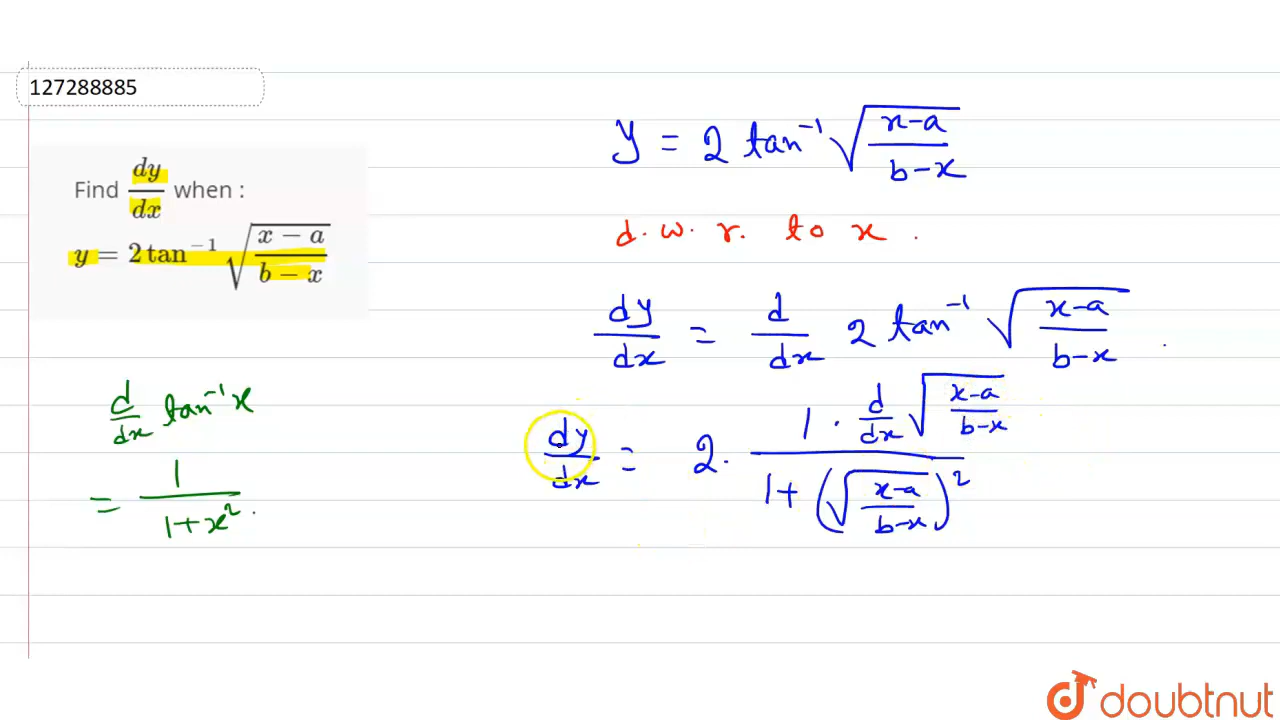 127288885
Find dy/dx when :
y = 2 tan⁻¹ √((x − a)/(b − x))
y = 2 tan⁻¹ √((x-a)/(b-x))
d. w. r. to x .
dy/dx = d/dx 2 tan⁻¹ √((x-a)/(b-x)) .
d/dx tan⁻¹ x
= 1/(1+x²) .
dy/dx = 2 . (1 . d/dx √((x-a)/(b-x)))/(1 + (√((x-a)/(b-x)))²)
doubtnut